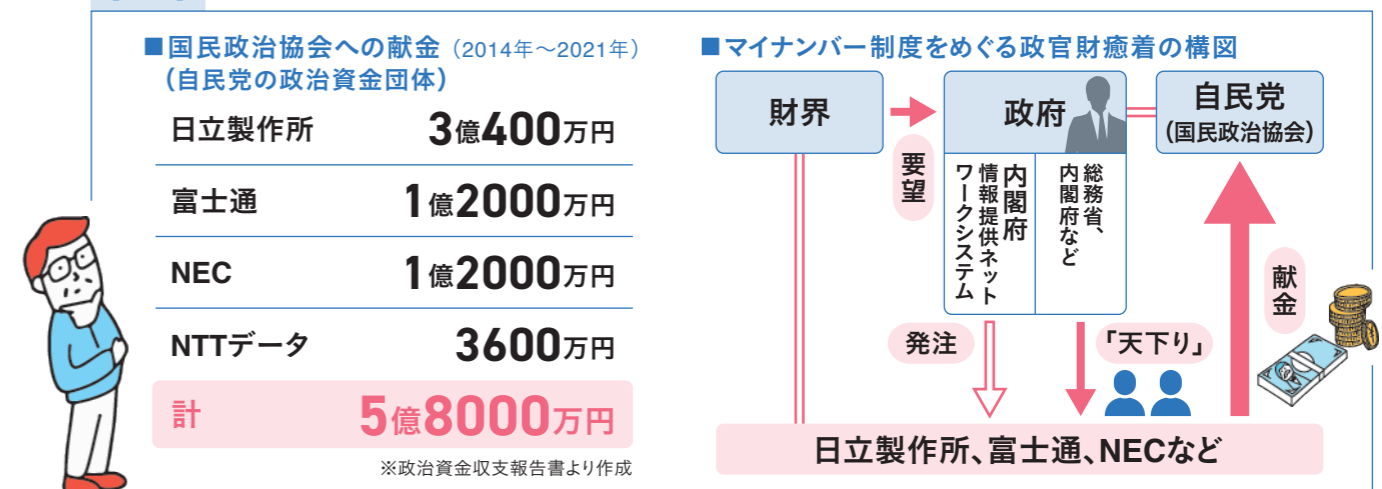 ■国民政治協会への献金（2014年～2021年）
（自民党の政治資金団体）
日立製作所 3億400万円
富士通 1億2000万円
NEC 1億2000万円
NTTデータ 3600万円
計 5億8000万円
※政治資金収支報告書より作成
■マイナンバー制度をめぐる政官財癒着の構図
財界
要望
政府
自民党
（国民政治協会）
内閣府
情報提供ネット
ワークシステム
総務省、
内閣府など
発注
「天下り」
献金
日立製作所、富士通、NECなど